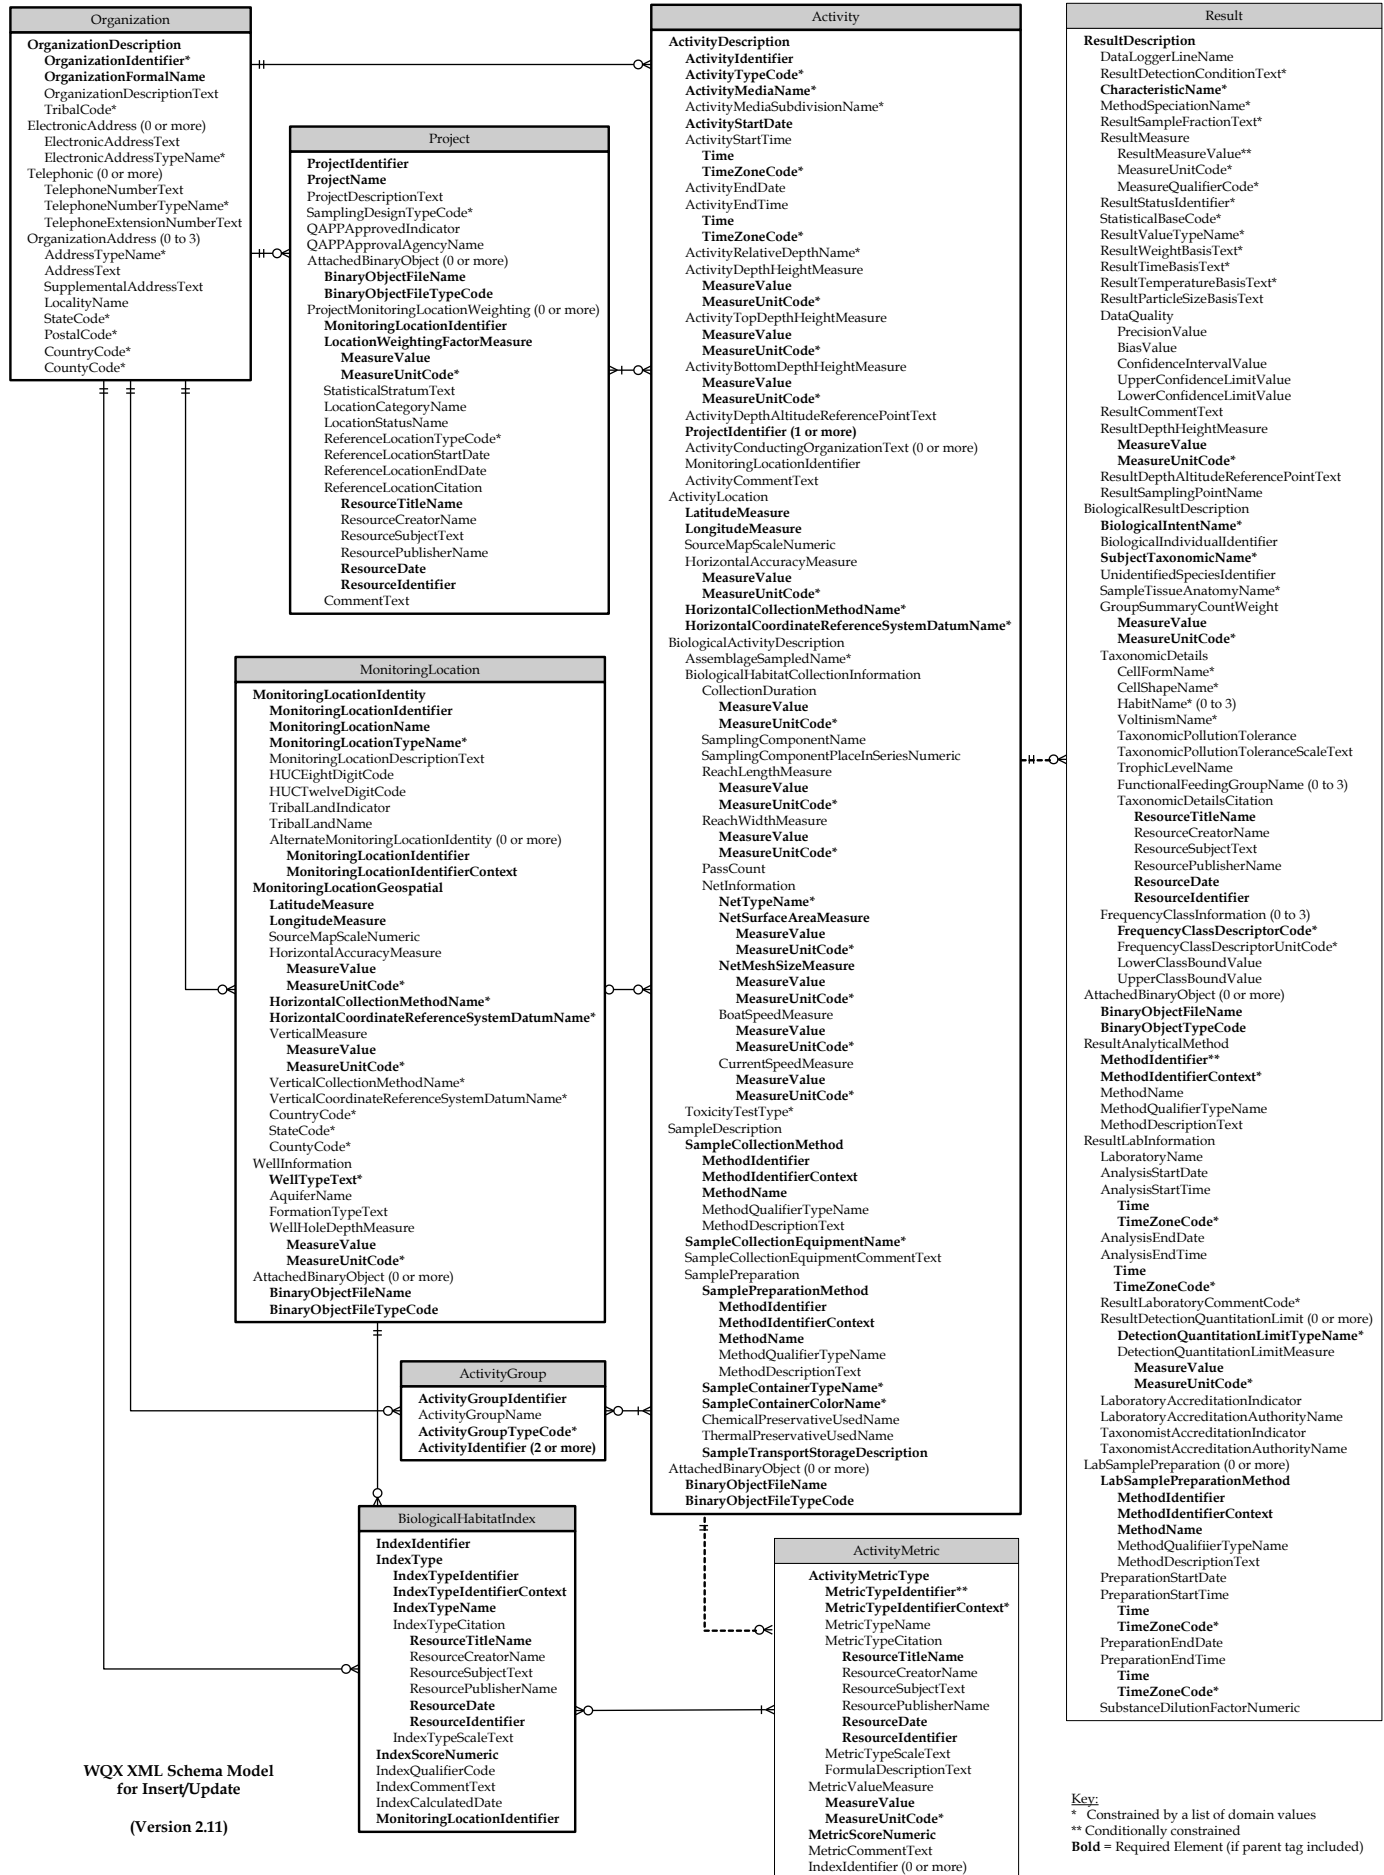 Organization
OrganizationDescription
OrganizationIdentifier*
OrganizationFormalName
OrganizationDescriptionText
TribalCode*
ElectronicAddress (0 or more)
ElectronicAddressText
ElectronicAddressTypeName*
Telephonic (0 or more)
TelephoneNumberText
TelephoneNumberTypeName*
TelephoneExtensionNumberText
OrganizationAddress (0 to 3)
AddressTypeName*
AddressText
SupplementalAddressText
LocalityName
StateCode*
PostalCode*
CountryCode*
CountyCode*
Project
ProjectIdentifier
ProjectName
ProjectDescriptionText
SamplingDesignTypeCode*
QAPPApprovedIndicator
QAPPApprovalAgencyName
AttachedBinaryObject (0 or more)
BinaryObjectFileName
BinaryObjectFileTypeCode
ProjectMonitoringLocationWeighting (0 or more)
MonitoringLocationIdentifier
LocationWeightingFactorMeasure
MeasureValue
MeasureUnitCode*
StatisticalStratumText
LocationCategoryName
LocationStatusName
ReferenceLocationTypeCode*
ReferenceLocationStartDate
ReferenceLocationEndDate
ReferenceLocationCitation
ResourceTitleName
ResourceCreatorName
ResourceSubjectText
ResourcePublisherName
ResourceDate
ResourceIdentifier
CommentText
MonitoringLocation
MonitoringLocationIdentity
MonitoringLocationIdentifier
MonitoringLocationName
MonitoringLocationTypeName*
MonitoringLocationDescriptionText
HUCEightDigitCode
HUCTwelveDigitCode
TribalLandIndicator
TribalLandName
AlternateMonitoringLocationIdentity (0 or more)
MonitoringLocationIdentifier
MonitoringLocationIdentifierContext
MonitoringLocationGeospatial
LatitudeMeasure
LongitudeMeasure
SourceMapScaleNumeric
HorizontalAccuracyMeasure
MeasureValue
MeasureUnitCode*
HorizontalCollectionMethodName*
HorizontalCoordinateReferenceSystemDatumName*
VerticalMeasure
MeasureValue
MeasureUnitCode*
VerticalCollectionMethodName*
VerticalCoordinateReferenceSystemDatumName*
CountryCode*
StateCode*
CountyCode*
WellInformation
WellTypeText*
AquiferName
FormationTypeText
WellHoleDepthMeasure
MeasureValue
MeasureUnitCode*
AttachedBinaryObject (0 or more)
BinaryObjectFileName
BinaryObjectFileTypeCode
ActivityGroup
ActivityGroupIdentifier
ActivityGroupName
ActivityGroupTypeCode*
ActivityIdentifier (2 or more)
BiologicalHabitatIndex
IndexIdentifier
IndexType
IndexTypeIdentifier
IndexTypeIdentifierContext
IndexTypeName
IndexTypeCitation
ResourceTitleName
ResourceCreatorName
ResourceSubjectText
ResourcePublisherName
ResourceDate
ResourceIdentifier
IndexTypeScaleText
IndexScoreNumeric
IndexQualifierCode
IndexCommentText
IndexCalculatedDate
MonitoringLocationIdentifier
WQX XML Schema Model
for Insert/Update
(Version 2.11)
Activity
ActivityDescription
ActivityIdentifier
ActivityTypeCode*
ActivityMediaName*
ActivityMediaSubdivisionName*
ActivityStartDate
ActivityStartTime
Time
TimeZoneCode*
ActivityEndDate
ActivityEndTime
Time
TimeZoneCode*
ActivityRelativeDepthName*
ActivityDepthHeightMeasure
MeasureValue
MeasureUnitCode*
ActivityTopDepthHeightMeasure
MeasureValue
MeasureUnitCode*
ActivityBottomDepthHeightMeasure
MeasureValue
MeasureUnitCode*
ActivityDepthAltitudeReferencePointText
ProjectIdentifier (1 or more)
ActivityConductingOrganizationText (0 or more)
MonitoringLocationIdentifier
ActivityCommentText
ActivityLocation
LatitudeMeasure
LongitudeMeasure
SourceMapScaleNumeric
HorizontalAccuracyMeasure
MeasureValue
MeasureUnitCode*
HorizontalCollectionMethodName*
HorizontalCoordinateReferenceSystemDatumName*
BiologicalActivityDescription
AssemblageSampledName*
BiologicalHabitatCollectionInformation
CollectionDuration
MeasureValue
MeasureUnitCode*
SamplingComponentName
SamplingComponentPlaceInSeriesNumeric
ReachLengthMeasure
MeasureValue
MeasureUnitCode*
ReachWidthMeasure
MeasureValue
MeasureUnitCode*
PassCount
NetInformation
NetTypeName*
NetSurfaceAreaMeasure
MeasureValue
MeasureUnitCode*
NetMeshSizeMeasure
MeasureValue
MeasureUnitCode*
BoatSpeedMeasure
MeasureValue
MeasureUnitCode*
CurrentSpeedMeasure
MeasureValue
MeasureUnitCode*
ToxicityTestType*
SampleDescription
SampleCollectionMethod
MethodIdentifier
MethodIdentifierContext
MethodName
MethodQualifierTypeName
MethodDescriptionText
SampleCollectionEquipmentName*
SampleCollectionEquipmentCommentText
SamplePreparation
SamplePreparationMethod
MethodIdentifier
MethodIdentifierContext
MethodName
MethodQualifierTypeName
MethodDescriptionText
SampleContainerTypeName*
SampleContainerColorName*
ChemicalPreservativeUsedName
ThermalPreservativeUsedName
SampleTransportStorageDescription
AttachedBinaryObject (0 or more)
BinaryObjectFileName
BinaryObjectFileTypeCode
ActivityMetric
ActivityMetricType
MetricTypeIdentifier**
MetricTypeIdentifierContext*
MetricTypeName
MetricTypeCitation
ResourceTitleName
ResourceCreatorName
ResourceSubjectText
ResourcePublisherName
ResourceDate
ResourceIdentifier
MetricTypeScaleText
FormulaDescriptionText
MetricValueMeasure
MeasureValue
MeasureUnitCode*
MetricScoreNumeric
MetricCommentText
IndexIdentifier (0 or more)
Result
ResultDescription
DataLoggerLineName
ResultDetectionConditionText*
CharacteristicName*
MethodSpeciationName*
ResultSampleFractionText*
ResultMeasure
ResultMeasureValue**
MeasureUnitCode*
MeasureQualifierCode*
ResultStatusIdentifier*
StatisticalBaseCode*
ResultValueTypeName*
ResultWeightBasisText*
ResultTimeBasisText*
ResultTemperatureBasisText*
ResultParticleSizeBasisText
DataQuality
PrecisionValue
BiasValue
ConfidenceIntervalValue
UpperConfidenceLimitValue
LowerConfidenceLimitValue
ResultCommentText
ResultDepthHeightMeasure
MeasureValue
MeasureUnitCode*
ResultDepthAltitudeReferencePointText
ResultSamplingPointName
BiologicalResultDescription
BiologicalIntentName*
BiologicalIndividualIdentifier
SubjectTaxonomicName*
UnidentifiedSpeciesIdentifier
SampleTissueAnatomyName*
GroupSummaryCountWeight
MeasureValue
MeasureUnitCode*
TaxonomicDetails
CellFormName*
CellShapeName*
HabitName* (0 to 3)
VoltinismName*
TaxonomicPollutionTolerance
TaxonomicPollutionToleranceScaleText
TrophicLevelName
FunctionalFeedingGroupName (0 to 3)
TaxonomicDetailsCitation
ResourceTitleName
ResourceCreatorName
ResourceSubjectText
ResourcePublisherName
ResourceDate
ResourceIdentifier
FrequencyClassInformation (0 to 3)
FrequencyClassDescriptorCode*
FrequencyClassDescriptorUnitCode*
LowerClassBoundValue
UpperClassBoundValue
AttachedBinaryObject (0 or more)
BinaryObjectFileName
BinaryObjectTypeCode
ResultAnalyticalMethod
MethodIdentifier**
MethodIdentifierContext*
MethodName
MethodQualifierTypeName
MethodDescriptionText
ResultLabInformation
LaboratoryName
AnalysisStartDate
AnalysisStartTime
Time
TimeZoneCode*
AnalysisEndDate
AnalysisEndTime
Time
TimeZoneCode*
ResultLaboratoryCommentCode*
ResultDetectionQuantitationLimit (0 or more)
DetectionQuantitationLimitTypeName*
DetectionQuantitationLimitMeasure
MeasureValue
MeasureUnitCode*
LaboratoryAccreditationIndicator
LaboratoryAccreditationAuthorityName
TaxonomistAccreditationIndicator
TaxonomistAccreditationAuthorityName
LabSamplePreparation (0 or more)
LabSamplePreparationMethod
MethodIdentifier
MethodIdentifierContext
MethodName
MethodQualifiierTypeName
MethodDescriptionText
PreparationStartDate
PreparationStartTime
Time
TimeZoneCode*
PreparationEndDate
PreparationEndTime
Time
TimeZoneCode*
SubstanceDilutionFactorNumeric
Key:
* Constrained by a list of domain values
** Conditionally constrained
Bold = Required Element (if parent tag included)